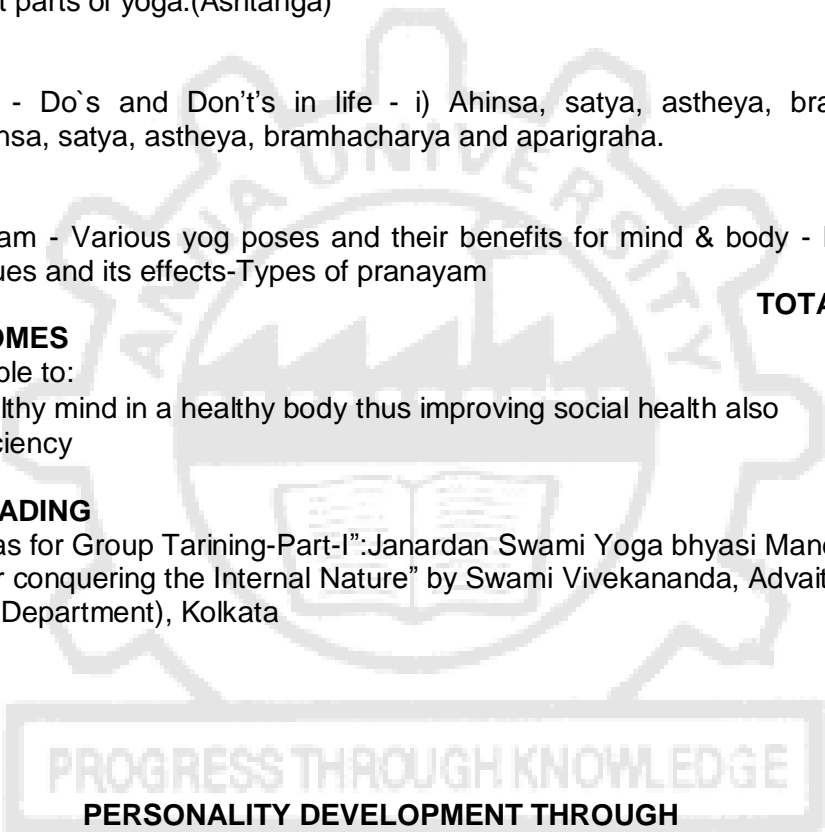 t parts of yoga.(Ashtanga)
- Do`s and Don't's in life - i) Ahinsa, satya, astheya, bra
nsa, satya, astheya, bramhacharya and aparigraha.
am - Various yog poses and their benefits for mind & body -
ues and its effects-Types of pranayam
TOTA
OMES
ble to:
lthy mind in a healthy body thus improving social health also
ciency
ADING
as for Group Tarining-Part-I”:Janardan Swami Yoga bhyasi Mand
r conquering the Internal Nature” by Swami Vivekananda, Advait
Department), Kolkata
ANNA UNIVERSITY
PROGRESS THROUGH KNOWLEDGE
PERSONALITY DEVELOPMENT THROUGH